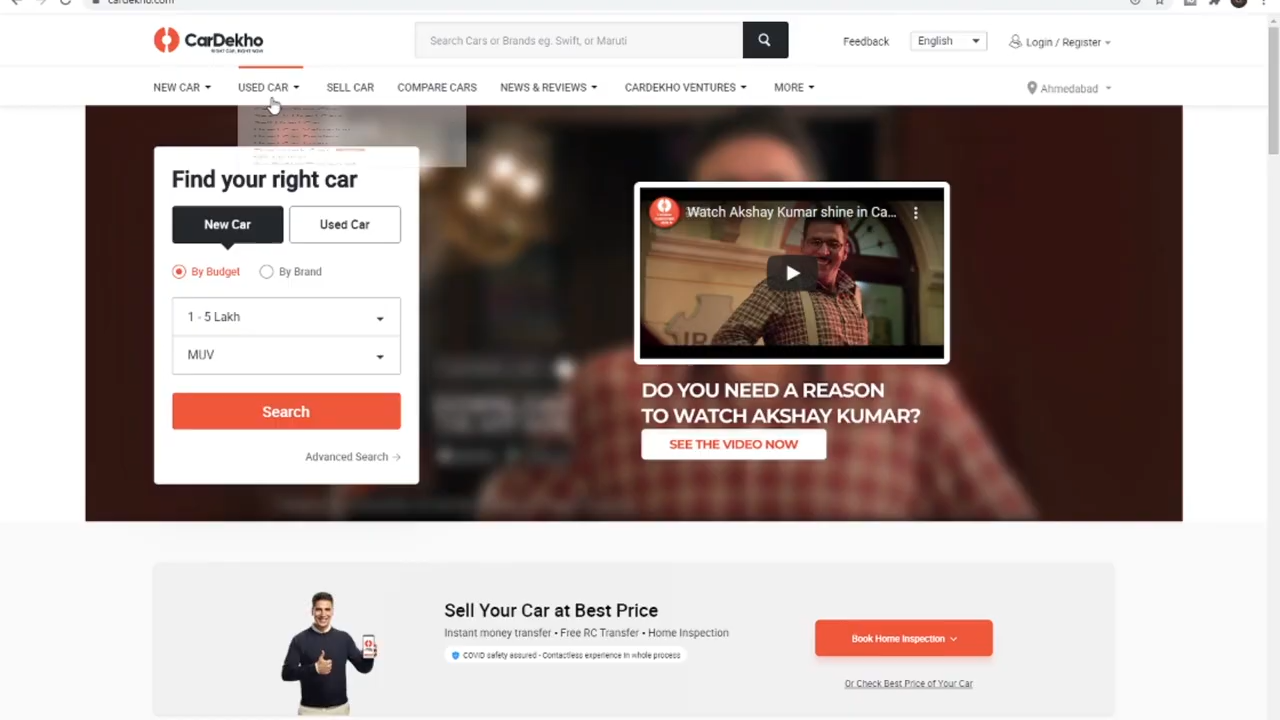 cardekho.com
CarDekho
RIGHT CAR. RIGHT NOW
Search Cars or Brands eg. Swift, or Maruti
Feedback
English
Login / Register
NEW CAR
USED CAR
SELL CAR
COMPARE CARS
NEWS & REVIEWS
CARDEKHO VENTURES
MORE
Ahmedabad
Find your right car
New Car
Used Car
By Budget
By Brand
1 - 5 Lakh
MUV
Search
Advanced Search →
Watch Akshay Kumar shine in Ca...
DO YOU NEED A REASON
TO WATCH AKSHAY KUMAR?
SEE THE VIDEO NOW
Sell Your Car at Best Price
Instant money transfer • Free RC Transfer • Home Inspection
COVID safety assured - Contactless experience in whole process
Book Home Inspection
Or Check Best Price of Your Car